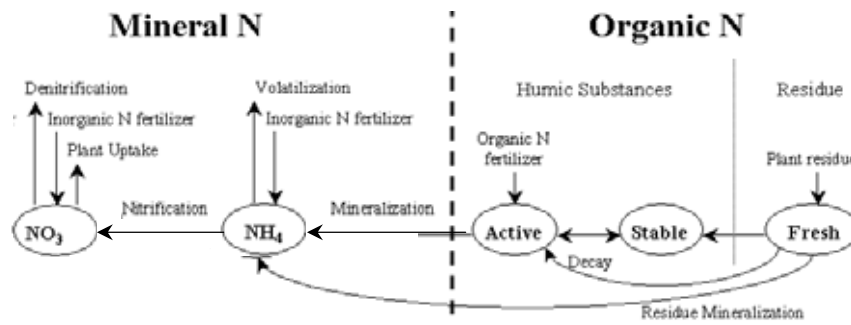 Mineral N
Organic N
Denitrification
Volatilization
Humic Substances
Residue
Inorganic N fertilizer
Inorganic N fertilizer
Plant Uptake
Organic N
fertilizer
Plant residue
Nitrification
Mineralization
NO3
NH4
Active
Stable
Fresh
Decay
Residue Mineralization